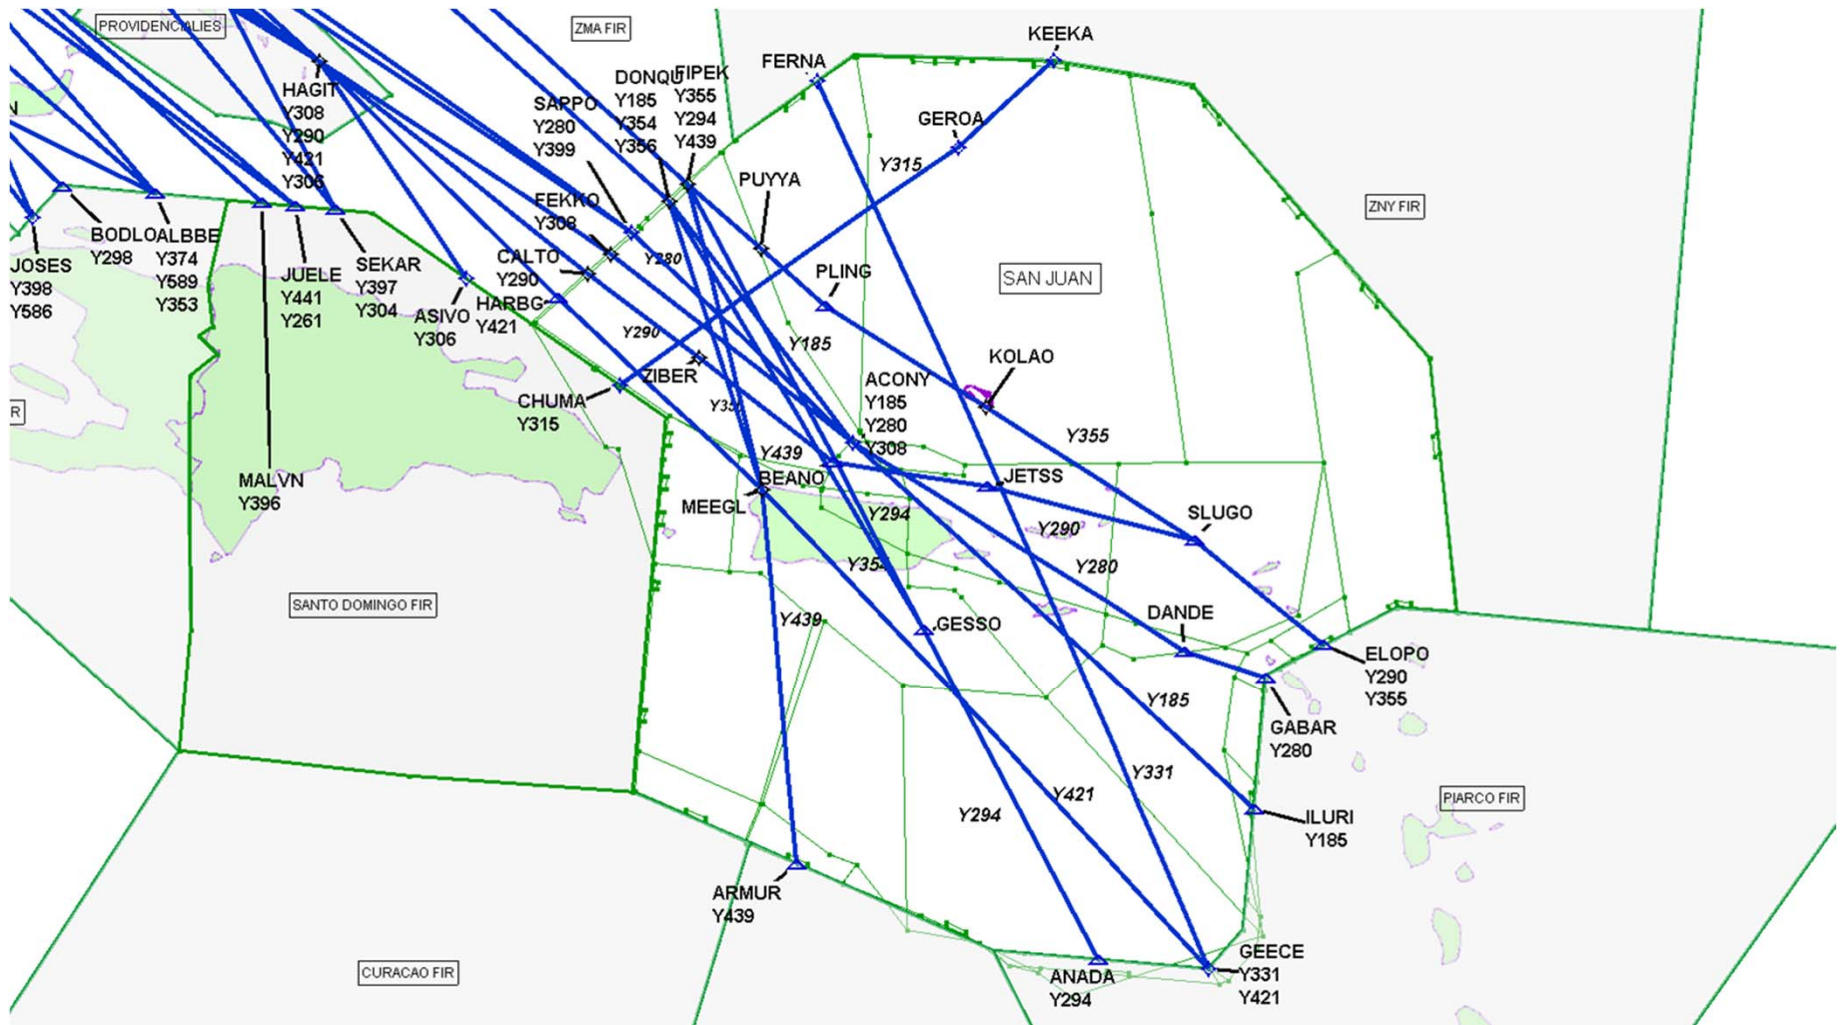 PROVIDENCIALIES
ZMA FIR
KEEKA
FERNA
DONQU
Y185
Y354
Y356
FIPEK
Y355
Y294
Y439
HAGIT
Y308
Y290
Y421
Y306
SAPPO
Y280
Y399
GEROA
Y315
PUYYA
N
ZNY FIR
FEKKO
Y308
BODLO
Y298
ALBBE
Y374
Y589
Y353
JOSES
Y398
Y586
CALTO
Y290
Y280
JUELE
Y441
Y261
SEKAR
Y397
Y304
PLING
SAN JUAN
ASIVO
Y306
HARBG
Y421
Y290
Y185
ZIBER
KOLAO
ACONY
Y185
Y280
Y308
CHUMA
Y315
R
Y355
Y439
MALVN
Y396
BEANO
JETSS
MEEGL
Y294
SLUGO
Y290
Y354
Y280
SANTO DOMINGO FIR
Y439
GESSO
DANDE
ELOPO
Y290
Y355
Y185
GABAR
Y280
Y331
Y421
PIARCO FIR
Y294
ILURI
Y185
ARMUR
Y439
CURACAO FIR
ANADA
Y294
GEECE
Y331
Y421